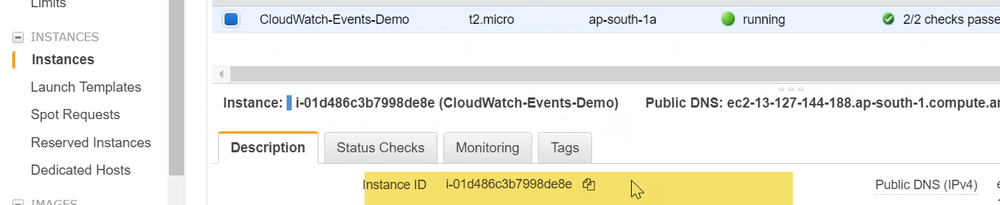 Limits
INSTANCES
Instances
Launch Templates
Spot Requests
Reserved Instances
Dedicated Hosts
IMAGES
CloudWatch-Events-Demo t2.micro ap-south-1a running 2/2 checks passe
Instance: i-01d486c3b7998de8e (CloudWatch-Events-Demo) Public DNS: ec2-13-127-144-188.ap-south-1.compute.a
Description Status Checks Monitoring Tags
Instance ID i-01d486c3b7998de8e Public DNS (IPv4)